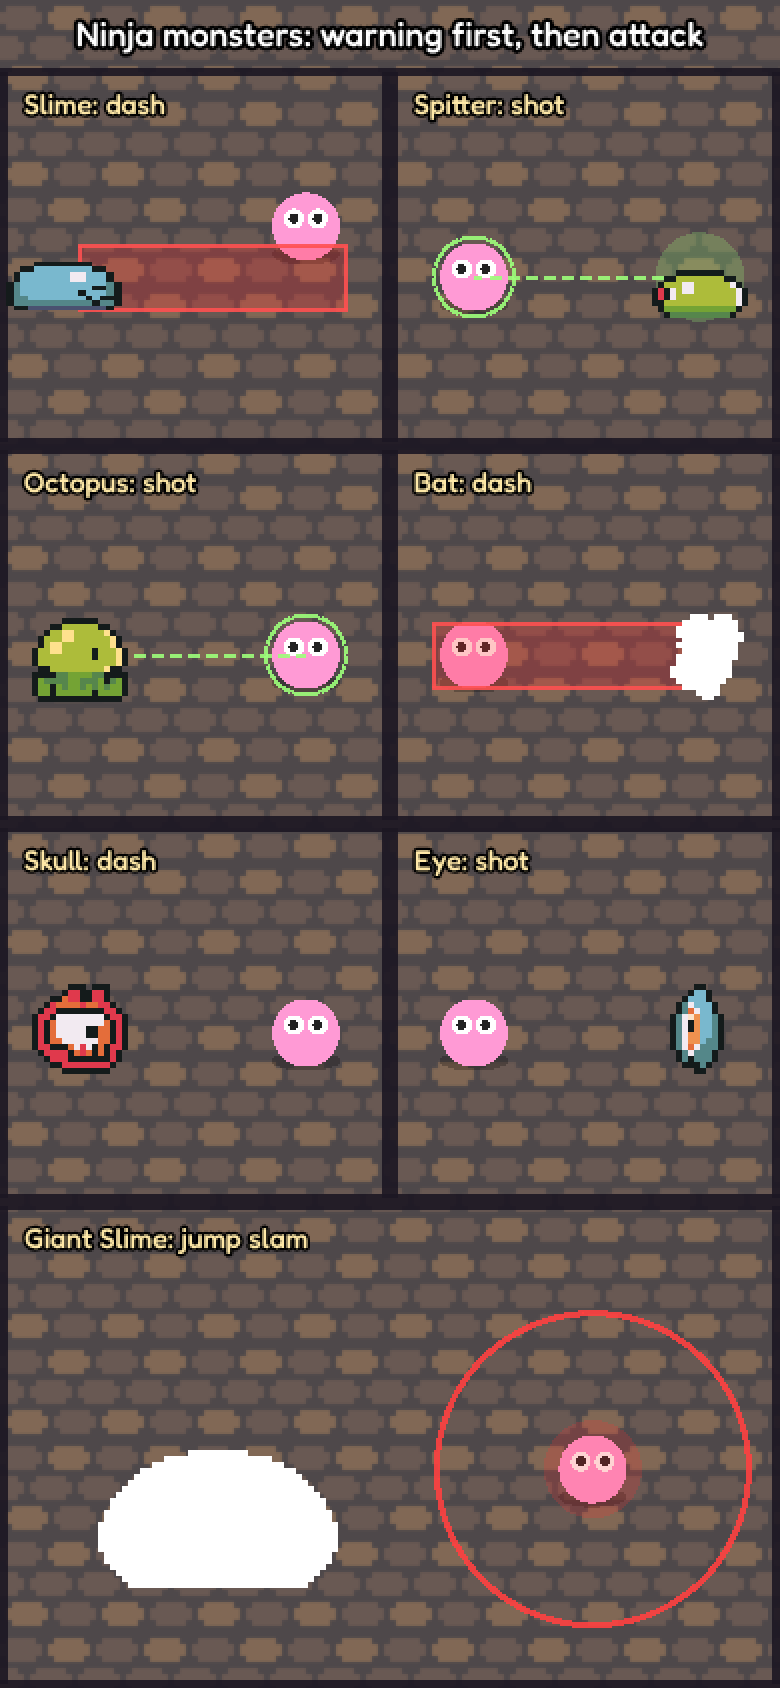 Ninja monsters: warning first, then attack
Slime: dash
Spitter: shot
Octopus: shot
Bat: dash
Skull: dash
Eye: shot
Giant Slime: jump slam